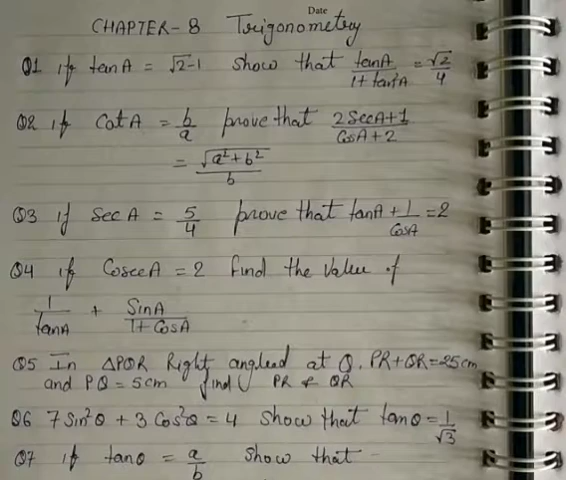 Date
CHAPTER-8 Trigonometry
Q1 if tanA = √2-1 show that tanA/1+tan²A = √2/4
Q2 if CotA = b/a prove that 2SecA+1/CosA+2
= √a²+b²/b
Q3 if SecA = 5/4 prove that tanA+1/CosA = 2
Q4 if CosecA = 2 find the value of
1/tanA + SinA/1+CosA
Q5 In △PQR Right anglead at Q. PR+QR=25cm
and PQ = 5cm find PR & QR
Q6 7Sin²θ + 3Cos²θ = 4 Show that tanθ = 1/√3
Q7 if tanθ = a/b show that